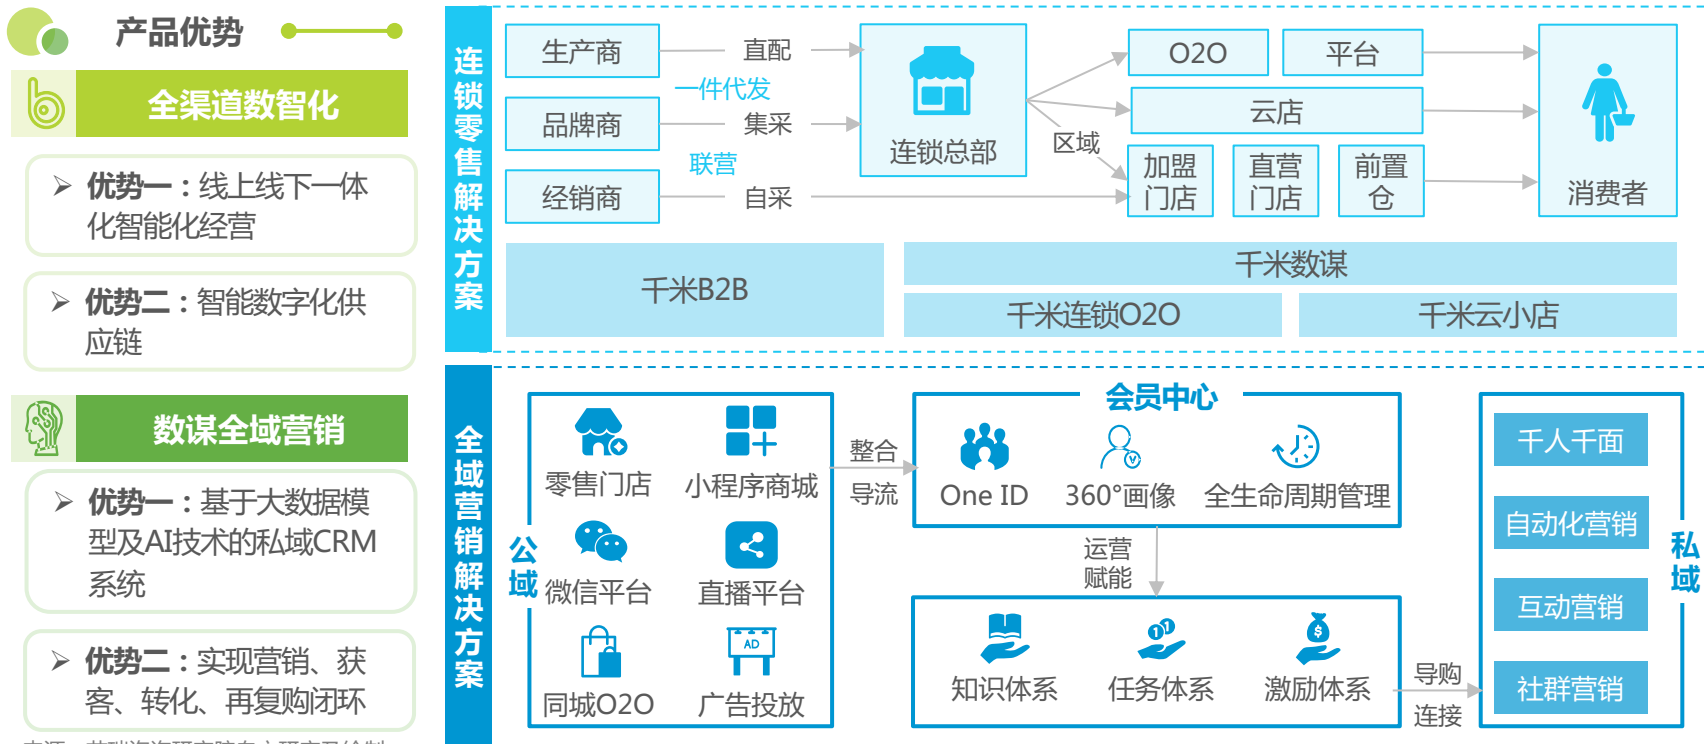 产品优势
全渠道数智化
优势一：线上线下一体
化智能化经营
优势二：智能数字化供
应链
数谋全域营销
优势一：基于大数据模
型及AI技术的私域CRM
系统
优势二：实现营销、获
客、转化、再复购闭环
连锁零售解决方案
生产商
直配
一件代发
品牌商
集采
联营
经销商
自采
连锁总部
区域
O2O
平台
云店
加盟
门店
直营
门店
前置
仓
消费者
千米B2B
千米数谋
千米连锁O2O
千米云小店
全域营销解决方案
公域
零售门店
小程序商城
微信平台
直播平台
同城O2O
广告投放
AD
整合
导流
会员中心
One ID
360°画像
全生命周期管理
运营
赋能
知识体系
任务体系
激励体系
导购
连接
千人千面
自动化营销
互动营销
社群营销
私域